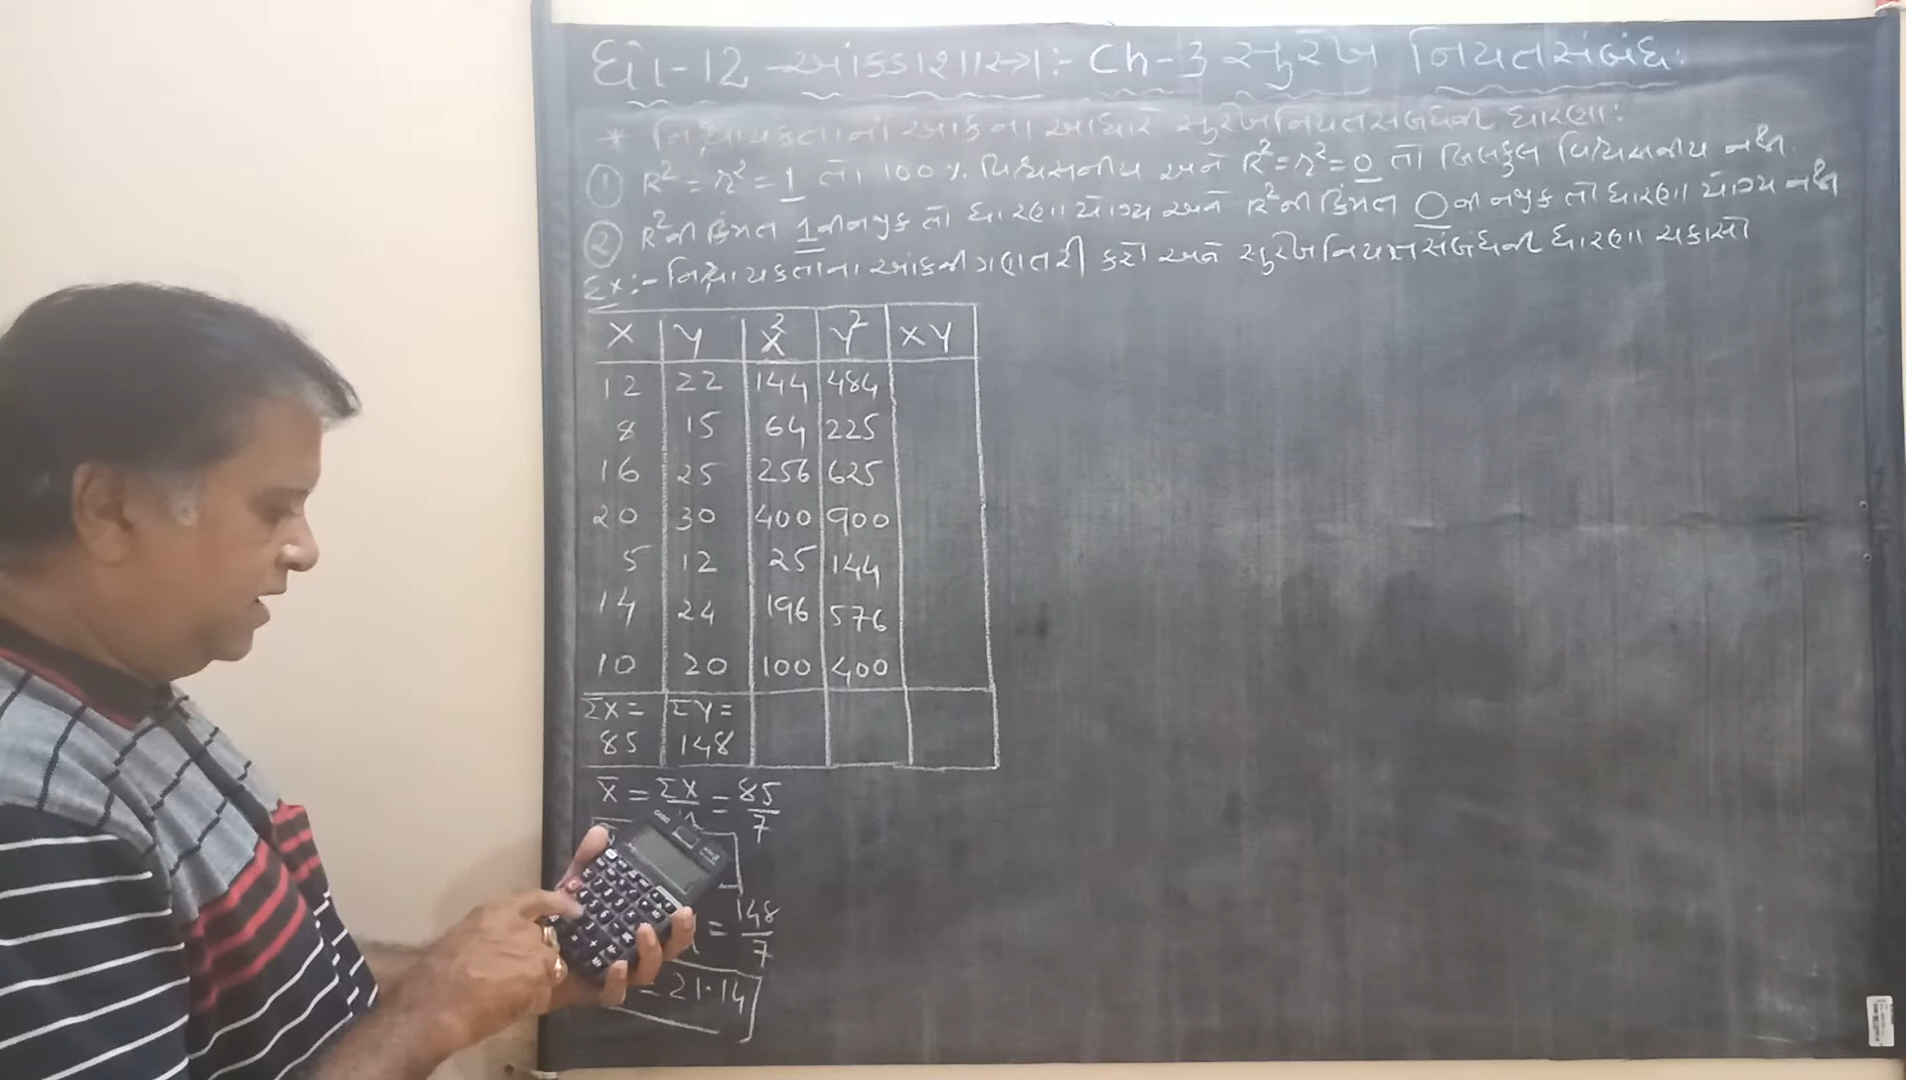 ધો-12 આંકડાશાસ્ત્ર:- Ch-3 સુરેખ નિયતસંબંધ:
* નિશ્ચાયકતાના આંકના આધારે સુરેખ નિયતસંબંધની ધારણા:
① R² = r² = 1 તો 100 % વિશ્વસનીય અને R² = r² = 0 તો બિલકુલ વિશ્વસનીય નથી.
② R²ની કિંમત 1ની નજીક તો ધારણા યોગ્ય અને R²ની કિંમત 0ની નજીક તો ધારણા યોગ્ય નથી
Ex:- નિશ્ચાયકતાના આંકની ગણતરી કરો અને સુરેખ નિયતસંબંધની ધારણા ચકાસો
X Y X² Y² XY
12 22 144 484
8 15 64 225
16 25 256 625
20 30 400 900
5 12 25 144
14 24 196 576
10 20 100 400
ΣX = ΣY =
85 148
X̄ = ΣX/n = 85/7
= 148/7
= 21.14